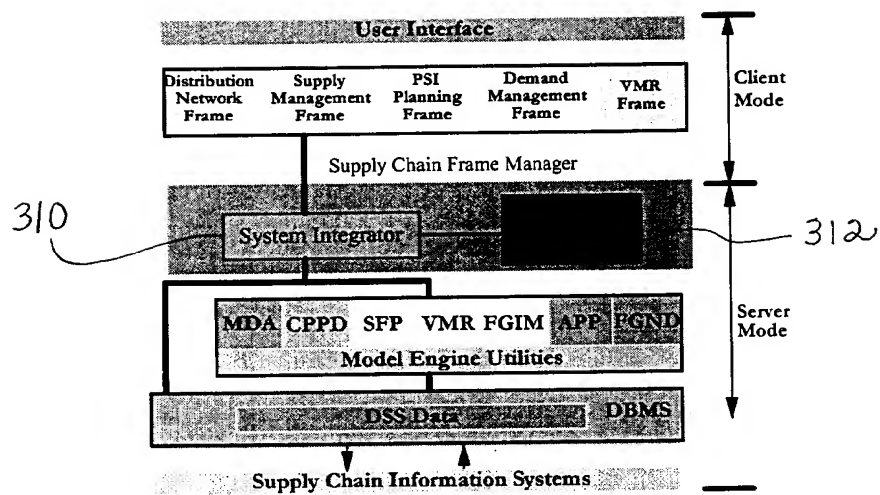 User Interface
Distribution Network Frame
Supply Management Frame
PSI Planning Frame
Demand Management Frame
VMR Frame
Client Mode
Supply Chain Frame Manager
310
System Integrator
312
Server Mode
MDA CPPD SFP VMR FGIM APP FGND
Model Engine Utilities
DSS Data
DBMS
Supply Chain Information Systems